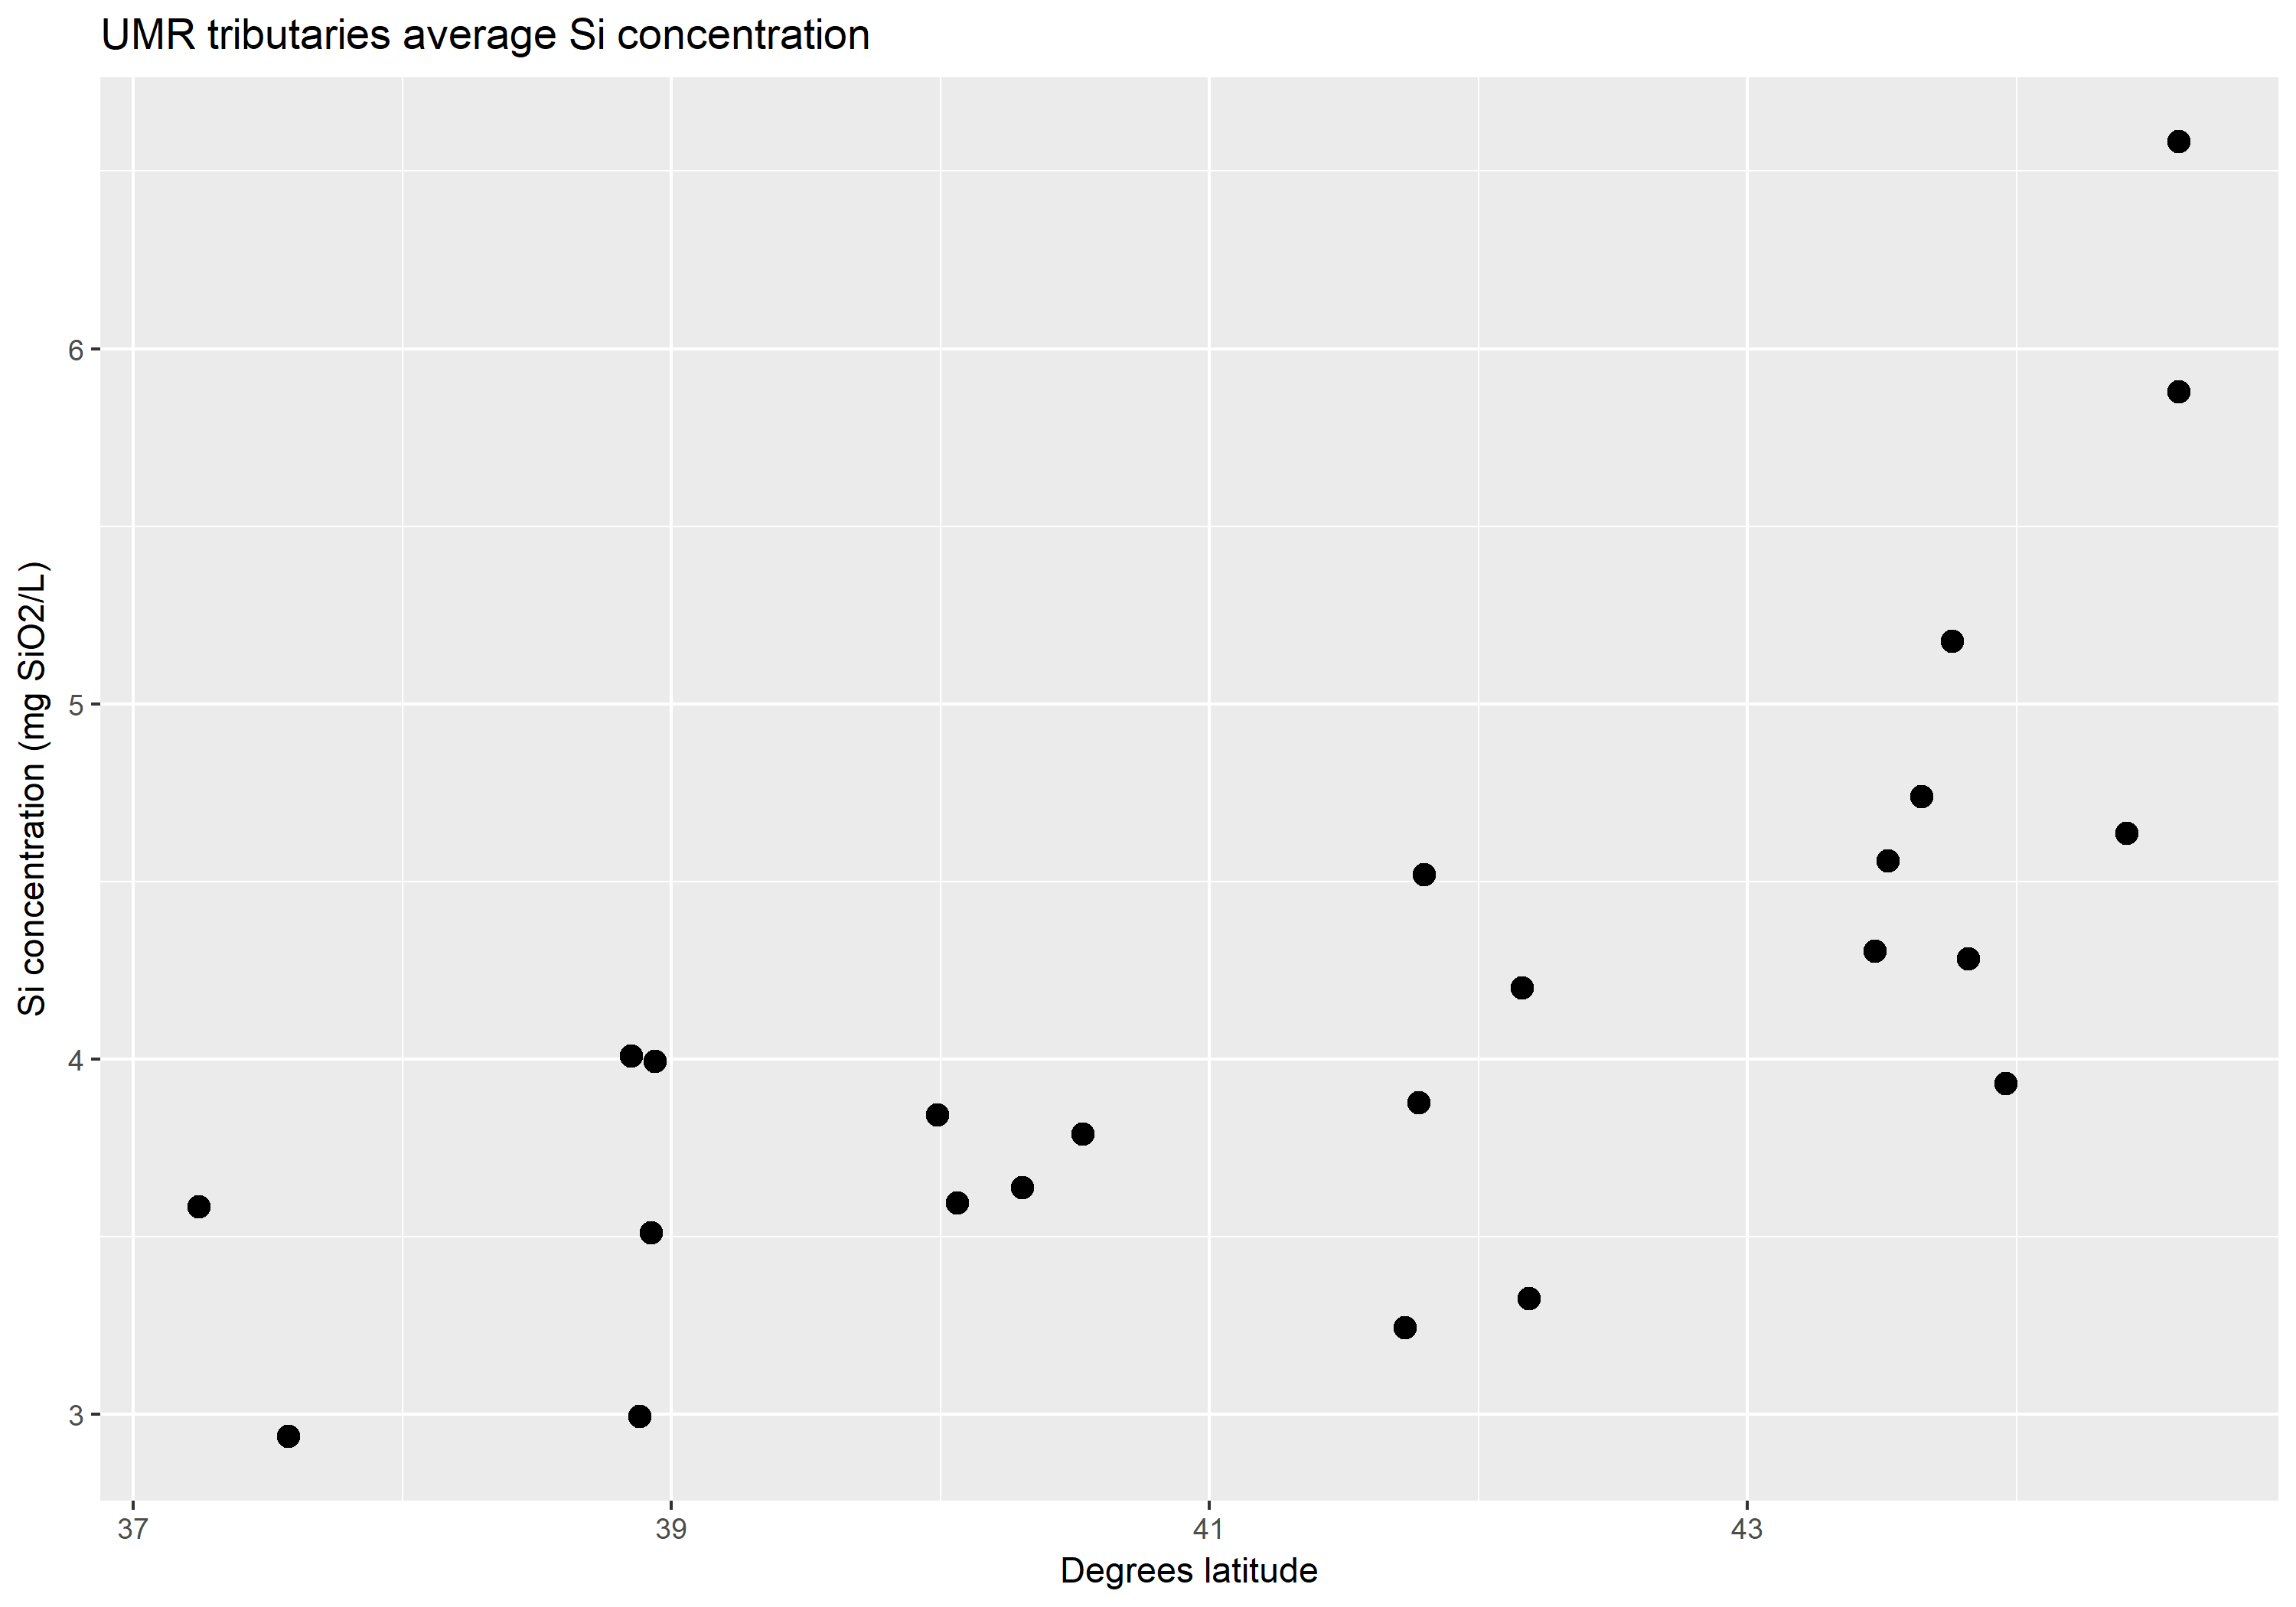 UMR tributaries average Si concentration
Si concentration (mg SiO2/L)
6
5
4
3
37 39 41 43
Degrees latitude